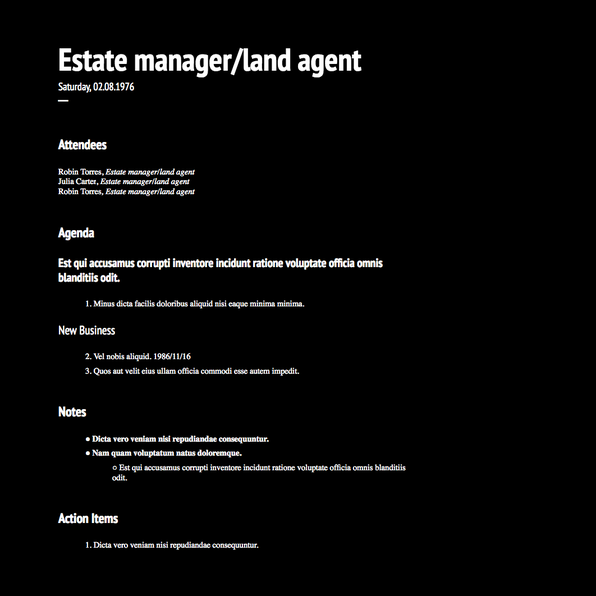 Estate manager/land agent
Saturday, 02.08.1976
—
Attendees
Robin Torres, Estate manager/land agent
Julia Carter, Estate manager/land agent
Robin Torres, Estate manager/land agent
Agenda
Est qui accusamus corrupti inventore incidunt ratione voluptate officia omnis
blanditiis odit.
1. Minus dicta facilis doloribus aliquid nisi eaque minima minima.
New Business
2. Vel nobis aliquid. 1986/11/16
3. Quos aut velit eius ullam officia commodi esse autem impedit.
Notes
● Dicta vero veniam nisi repudiandae consequuntur.
● Nam quam voluptatum natus doloremque.
○ Est qui accusamus corrupti inventore incidunt ratione voluptate officia omnis blanditiis
odit.
Action Items
1. Dicta vero veniam nisi repudiandae consequuntur.